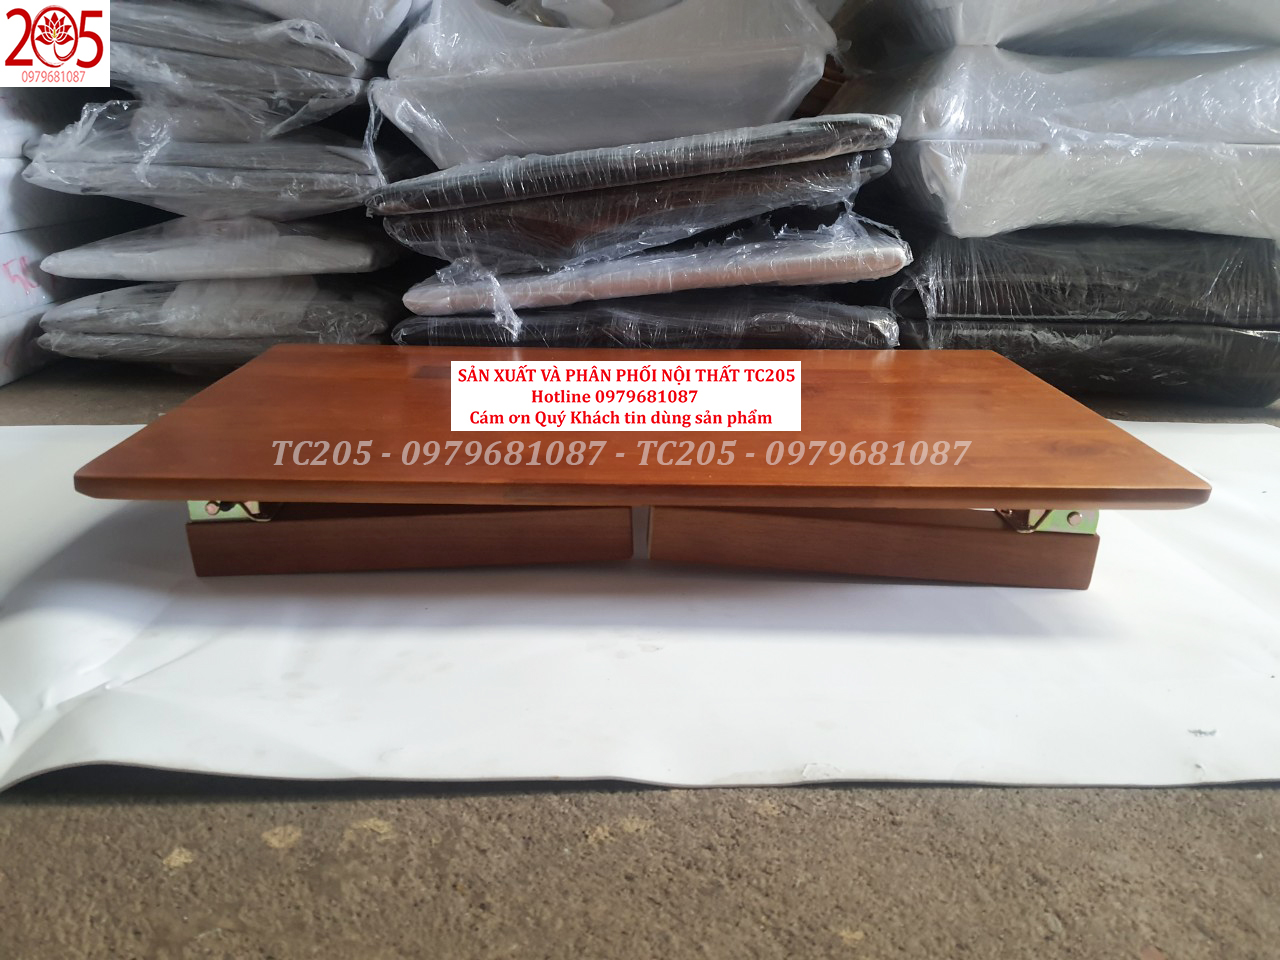 205
0979681087
SẢN XUẤT VÀ PHÂN PHỐI NỘI THẤT TC205
Hotline 0979681087
Cám ơn Quý Khách tin dùng sản phẩm
TC205 - 0979681087 - TC205 - 0979681087